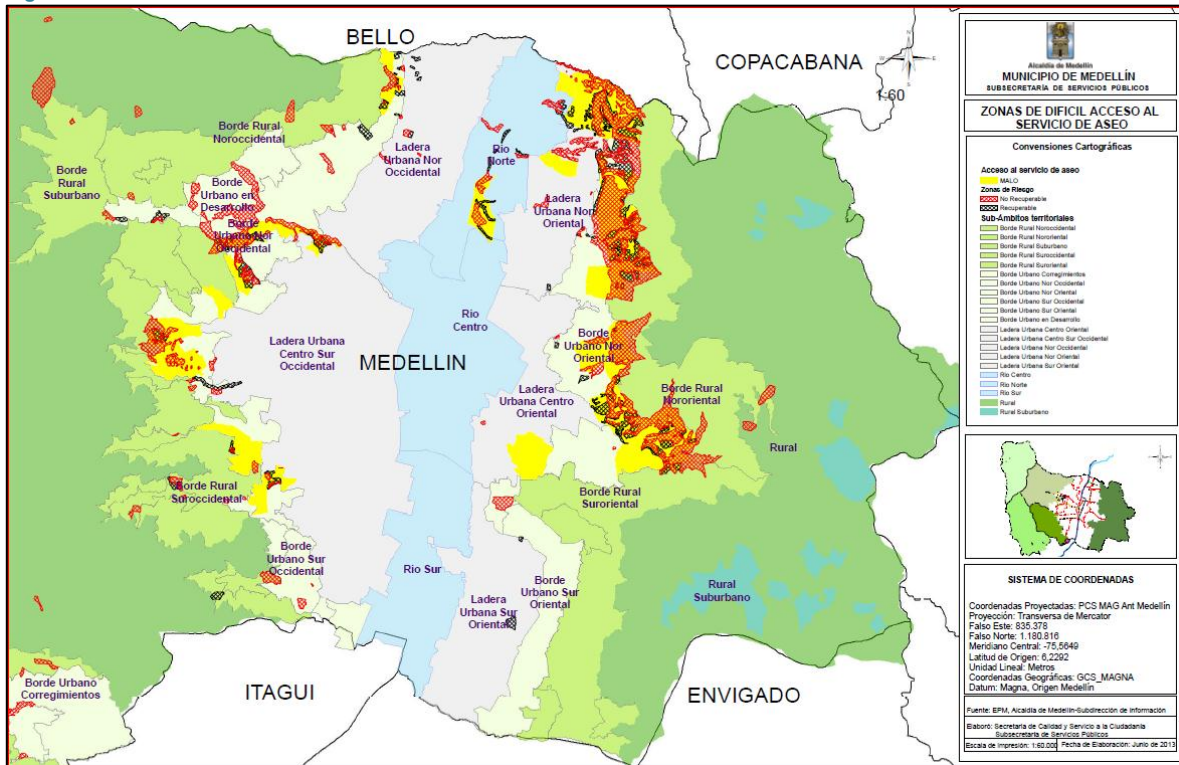 BELLO
COPACABANA
1:60
Borde Rural
Noroccidental
Ladera
Urbana Nor
Occidental
Rio
Norte
Borde
Rural
Suburbano
Borde
Urbano en
Desarrollo
Borde
Urbano Nor
Occidental
Ladera
Urbana Nor
Oriental
Rio
Centro
Ladera Urbana
Centro Sur
Occidental
MEDELLIN
Borde
Urbano Nor
Oriental
Ladera
Urbana Centro
Oriental
Borde Rural
Nororiental
Rural
Borde Rural
Suroccidental
Borde Rural
Suroriental
Borde
Urbano Sur
Occidental
Rio Sur
Ladera
Urbana Sur
Oriental
Borde
Urbano Sur
Oriental
Rural
Suburbano
Borde Urbano
Corregimientos
ITAGUI
ENVIGADO
Alcaldía de Medellín
MUNICIPIO DE MEDELLÍN
SUBSECRETARÍA DE SERVICIOS PÚBLICOS
ZONAS DE DIFICIL ACCESO AL
SERVICIO DE ASEO
Convensiones Cartográficas
Acceso al servicio de aseo
MALO
Zonas de Riesgo
No Recuperable
Recuperable
Sub-Ámbitos territoriales
Borde Rural Noroccidental
Borde Rural Nororiental
Borde Rural Suburbano
Borde Rural Suroccidental
Borde Rural Suroriental
Borde Urbano Corregimientos
Borde Urbano Nor Occidental
Borde Urbano Nor Oriental
Borde Urbano Sur Occidental
Borde Urbano Sur Oriental
Borde Urbano en Desarrollo
Ladera Urbana Centro Oriental
Ladera Urbana Centro Sur Occidental
Ladera Urbana Nor Occidental
Ladera Urbana Nor Oriental
Ladera Urbana Sur Oriental
Rio Centro
Rio Norte
Rio Sur
Rural
Rural Suburbano
SISTEMA DE COORDENADAS
Coordenadas Proyectadas: PCS MAG Ant Medellín
Proyección: Transversa de Mercator
Falso Este: 835.378
Falso Norte: 1.180.816
Meridiano Central: -75,5649
Latitud de Origen: 6,2292
Unidad Lineal: Metros
Coordenadas Geográficas: GCS_MAGNA
Datum: Magna, Origen Medellín
Fuente: EPM, Alcaldía de Medellín-Subdirección de información
Elaboró: Secretaria de Calidad y Servicio a la Ciudadanía
Subsecretaría de Servicios Públicos
Escala de Impresión: 1:60.000 Fecha de Elaboración: Junio de 2013